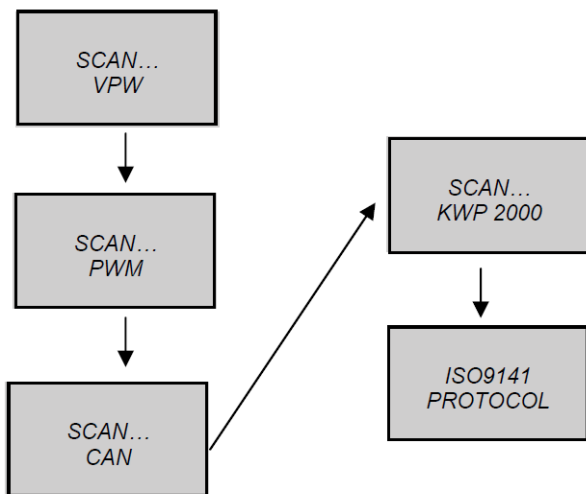 SCAN…
VPW
SCAN…
PWM
SCAN…
CAN
SCAN…
KWP 2000
ISO9141
PROTOCOL